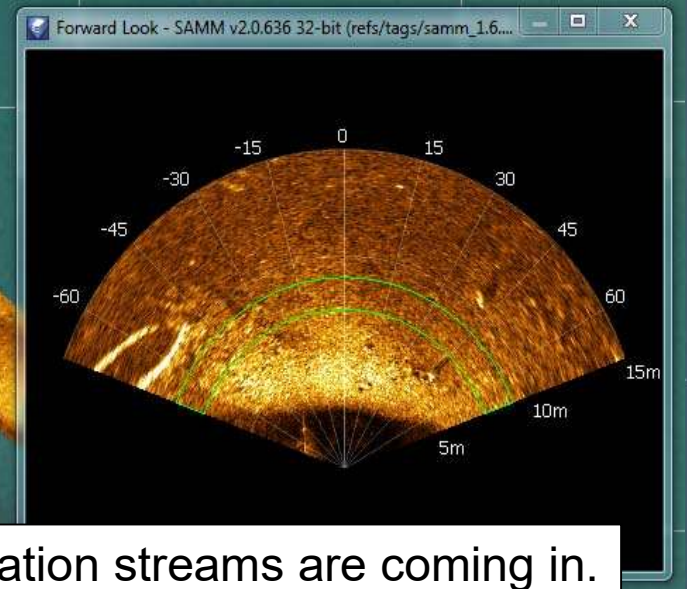 Forward Look - SAMM v2.0.636 32-bit (refs/tags/samm_1.6....
0
-15 15
-30 30
-45 45
-60 60
15m
10m
5m
ation streams are coming in.